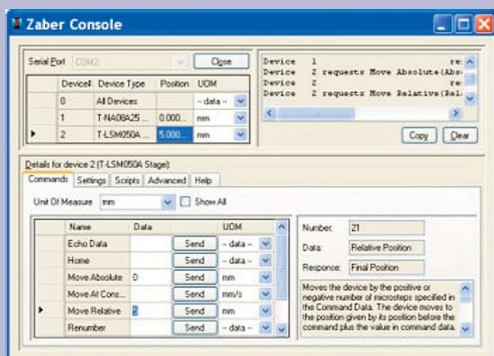 Zaber Console
Serial Port COM2 Close
Device# Device Type Position UOM
0 All Devices - data -
1 T-NA08A25 ... 0.000... mm
2 T-LSM050A ... 5.000... mm
Device 1 re:
Device 2 requests Move Absolute(Abs
Device 2 re:
Device 2 requests Move Relative(Rel
Copy Clear
Details for device 2 (T-LSM050A Stage):
Commands Settings Scripts Advanced Help
Unit Of Measure mm Show All
Name Data UOM
Echo Data Send - data -
Home Send - data -
Move Absolute 0 Send mm
Move At Cons... Send mm/s
Move Relative Send mm
Renumber Send - data -
Number: 21
Data: Relative Position
Response: Final Position
Moves the device by the positive or
negative number of microsteps specified in
the Command Data. The device moves to
the position given by its position before the
command plus the value in command data.